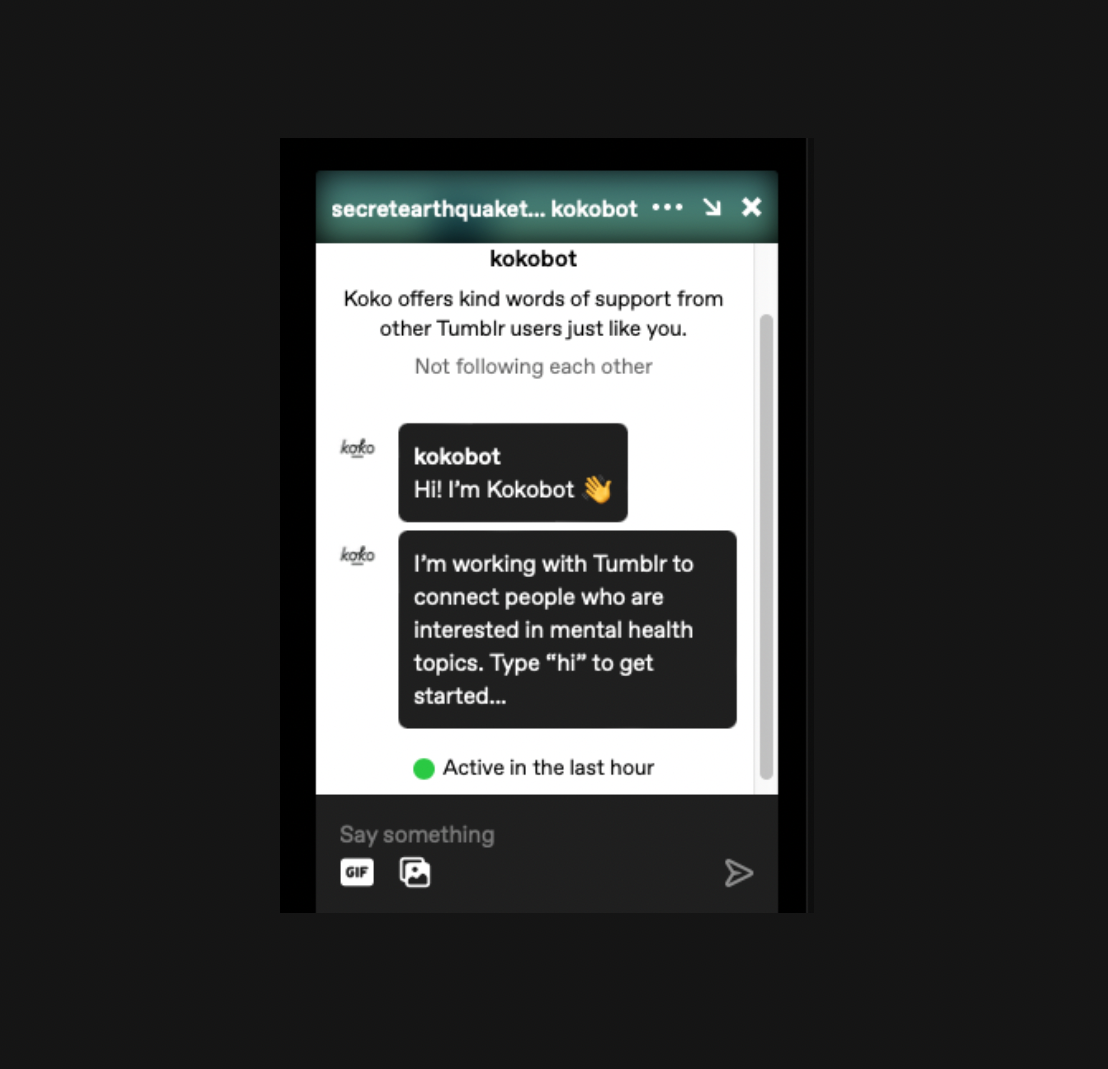 secretearthquaket... kokobot
kokobot
Koko offers kind words of support from
other Tumblr users just like you.
Not following each other
koko
kokobot
Hi! I'm Kokobot 👋
koko
I'm working with Tumblr to
connect people who are
interested in mental health
topics. Type “hi” to get
started...
Active in the last hour
Say something
GIF